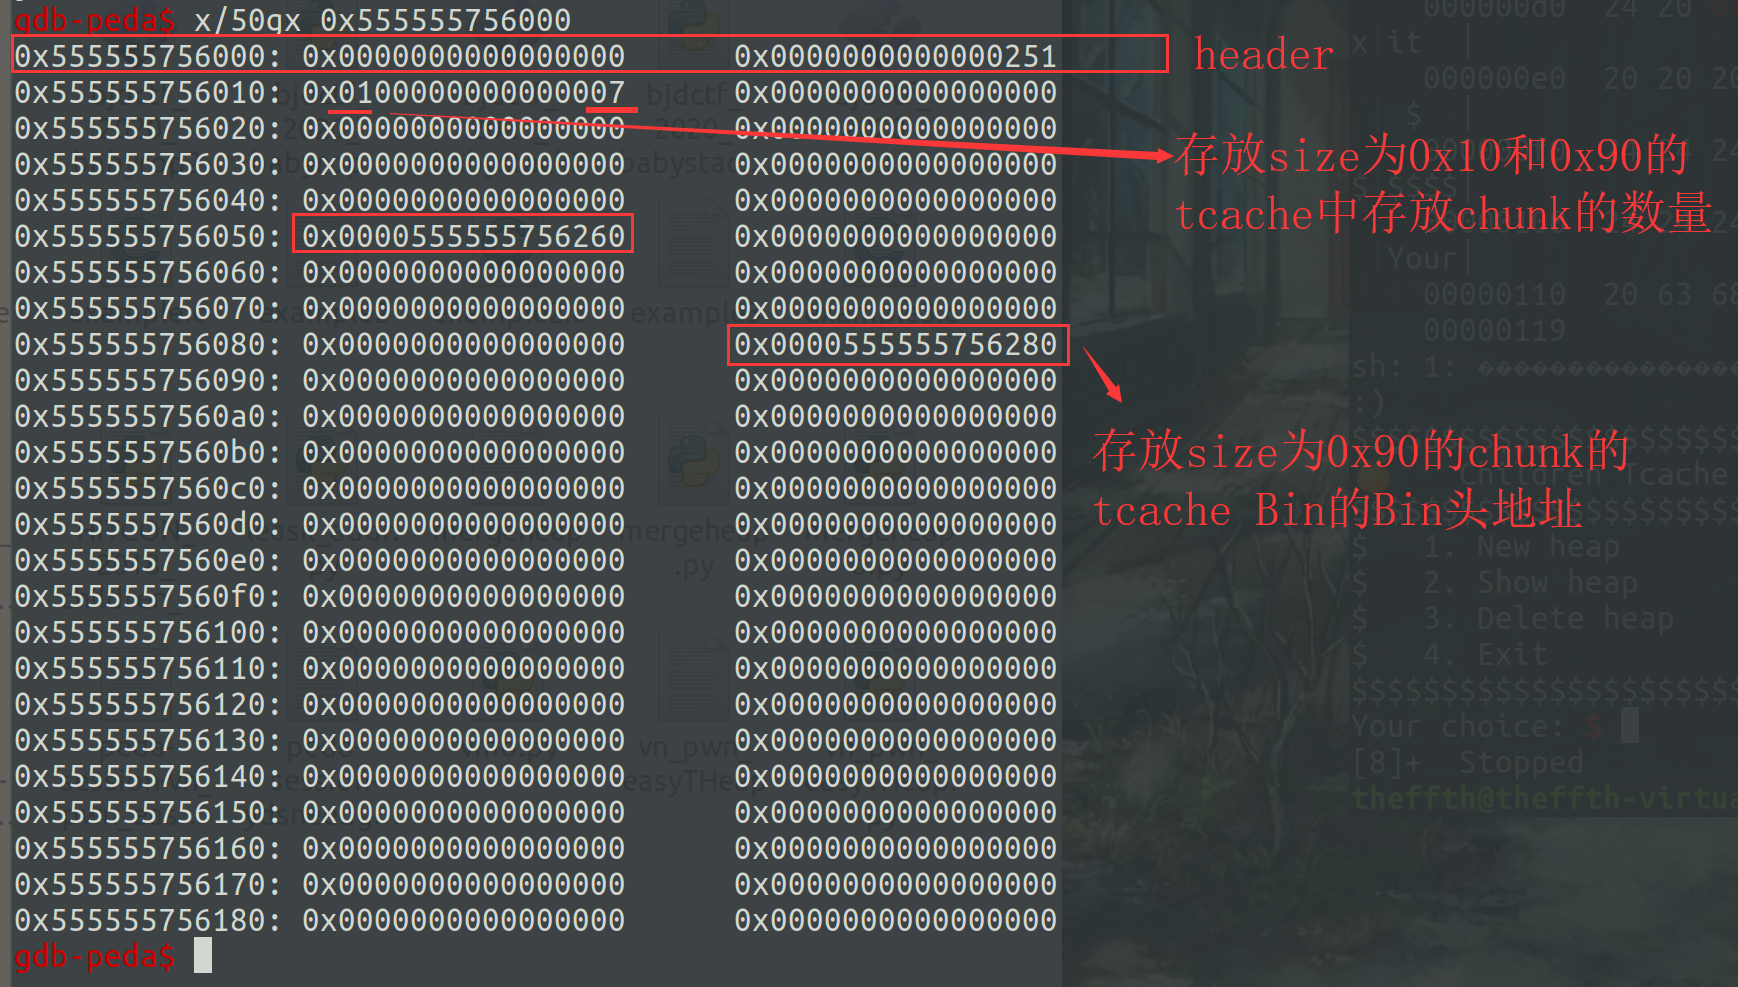 gdb-peda$ x/50gx 0x555555756000
0x555555756000: 0x0000000000000000 0x0000000000000251
header
0x555555756010: 0x0100000000000007 0x0000000000000000
0x555555756020: 0x0000000000000000 0x0000000000000000
0x555555756030: 0x0000000000000000 0x0000000000000000
0x555555756040: 0x0000000000000000 0x0000000000000000
0x555555756050: 0x0000555555756260 0x0000000000000000
0x555555756060: 0x0000000000000000 0x0000000000000000
0x555555756070: 0x0000000000000000 0x0000000000000000
0x555555756080: 0x0000000000000000 0x0000555555756280
0x555555756090: 0x0000000000000000 0x0000000000000000
0x5555557560a0: 0x0000000000000000 0x0000000000000000
0x5555557560b0: 0x0000000000000000 0x0000000000000000
0x5555557560c0: 0x0000000000000000 0x0000000000000000
0x5555557560d0: 0x0000000000000000 0x0000000000000000
0x5555557560e0: 0x0000000000000000 0x0000000000000000
0x5555557560f0: 0x0000000000000000 0x0000000000000000
0x555555756100: 0x0000000000000000 0x0000000000000000
0x555555756110: 0x0000000000000000 0x0000000000000000
0x555555756120: 0x0000000000000000 0x0000000000000000
0x555555756130: 0x0000000000000000 0x0000000000000000
0x555555756140: 0x0000000000000000 0x0000000000000000
0x555555756150: 0x0000000000000000 0x0000000000000000
0x555555756160: 0x0000000000000000 0x0000000000000000
0x555555756170: 0x0000000000000000 0x0000000000000000
0x555555756180: 0x0000000000000000 0x0000000000000000
gdb-peda$
存放size为0x10和0x90的
tcache中存放chunk的数量
存放size为0x90的chunk的
tcache Bin的Bin头地址
000000d0 24 20
x it |
000000e0 20 20 20
$ |
Your|
00000110 20 63 68
00000119
sh: 1:
:)
Children Tcache
$ 1. New heap
$ 2. Show heap
$ 3. Delete heap
$ 4. Exit
Your choice: $
[8]+ Stopped
theffth@theffth-virtua